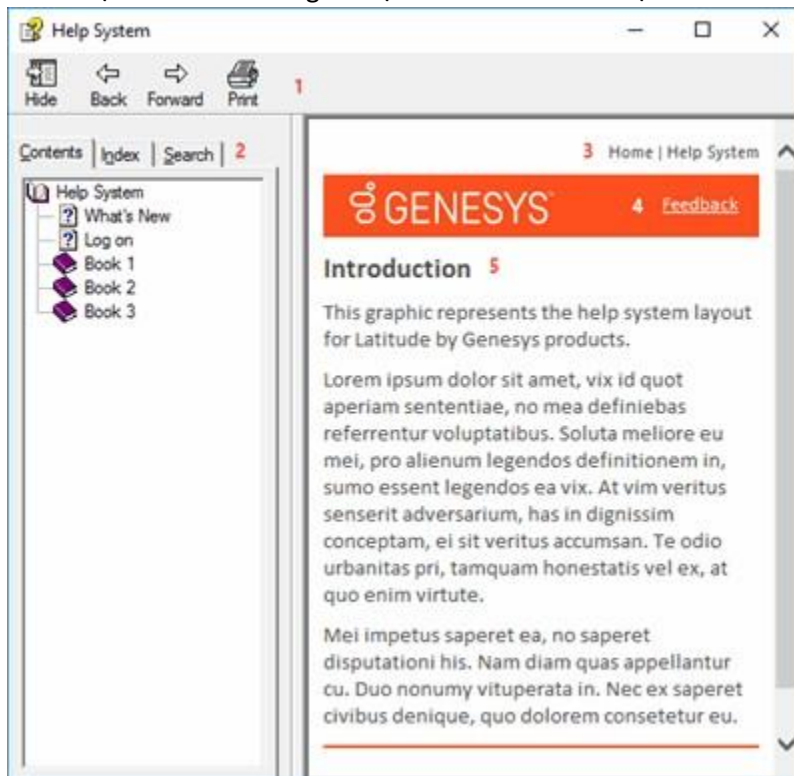 Help System
Hide Back Forward Print 1
Contents Index Search 2
Help System
What's New
Log on
Book 1
Book 2
Book 3
3 Home | Help System
GENESYS 4 Feedback
Introduction 5
This graphic represents the help system layout
for Latitude by Genesys products.
Lorem ipsum dolor sit amet, vix id quot
aperiam sententiae, no mea definiebas
referrentur voluptatibus. Soluta meliore eu
mei, pro alienum legendos definitionem in,
sumo essent legendos ea vix. At vim veritus
senserit adversarium, has in dignissim
conceptam, ei sit veritus accumsan. Te odio
urbanitas pri, tamquam honestatis vel ex, at
quo enim virtute.
Mei impetus saperet ea, no saperet
disputationi his. Nam diam quas appellantur
cu. Duo nonumy vituperata in. Nec ex saperet
civibus denique, quo dolorem consetetur eu.